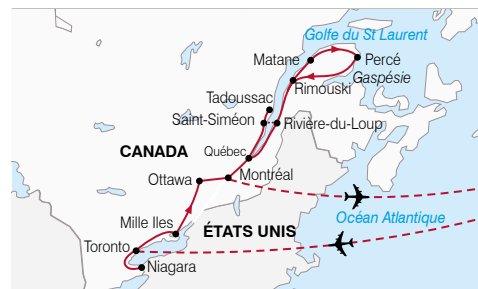 Golfe du St Laurent
Matane
Percé
Gaspésie
Rimouski
Tadoussac
Saint-Siméon
Rivière-du-Loup
CANADA
Québec
Ottawa
Montréal
Mille Iles
Océan Atlantique
ÉTATS UNIS
Toronto
Niagara